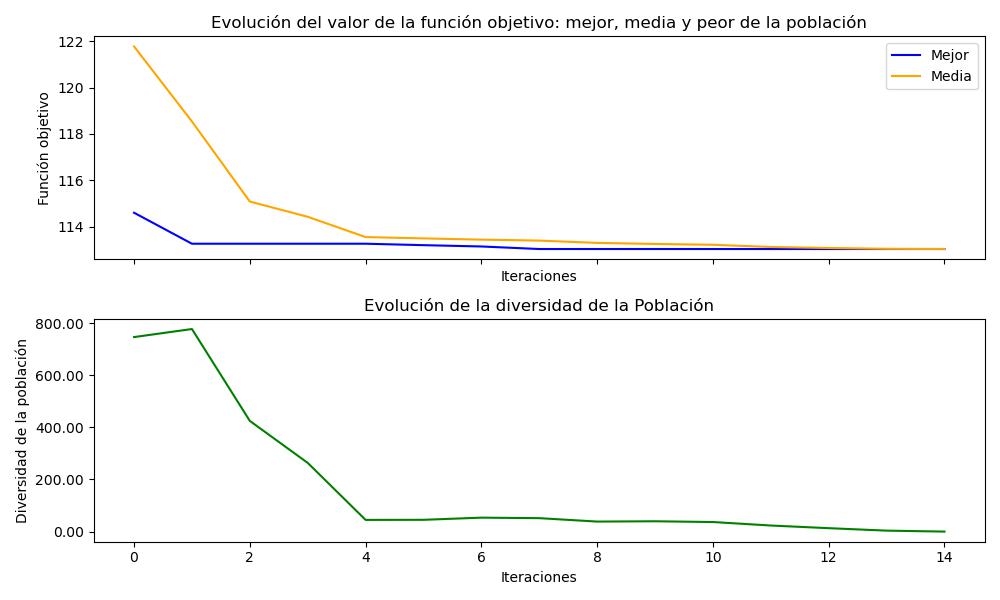 Evolución del valor de la función objetivo: mejor, media y peor de la población
122
120
118
116
114
Función objetivo
Mejor
Media
Iteraciones
Evolución de la diversidad de la Población
800.00
600.00
400.00
200.00
0.00
Diversidad de la población
0 2 4 6 8 10 12 14
Iteraciones